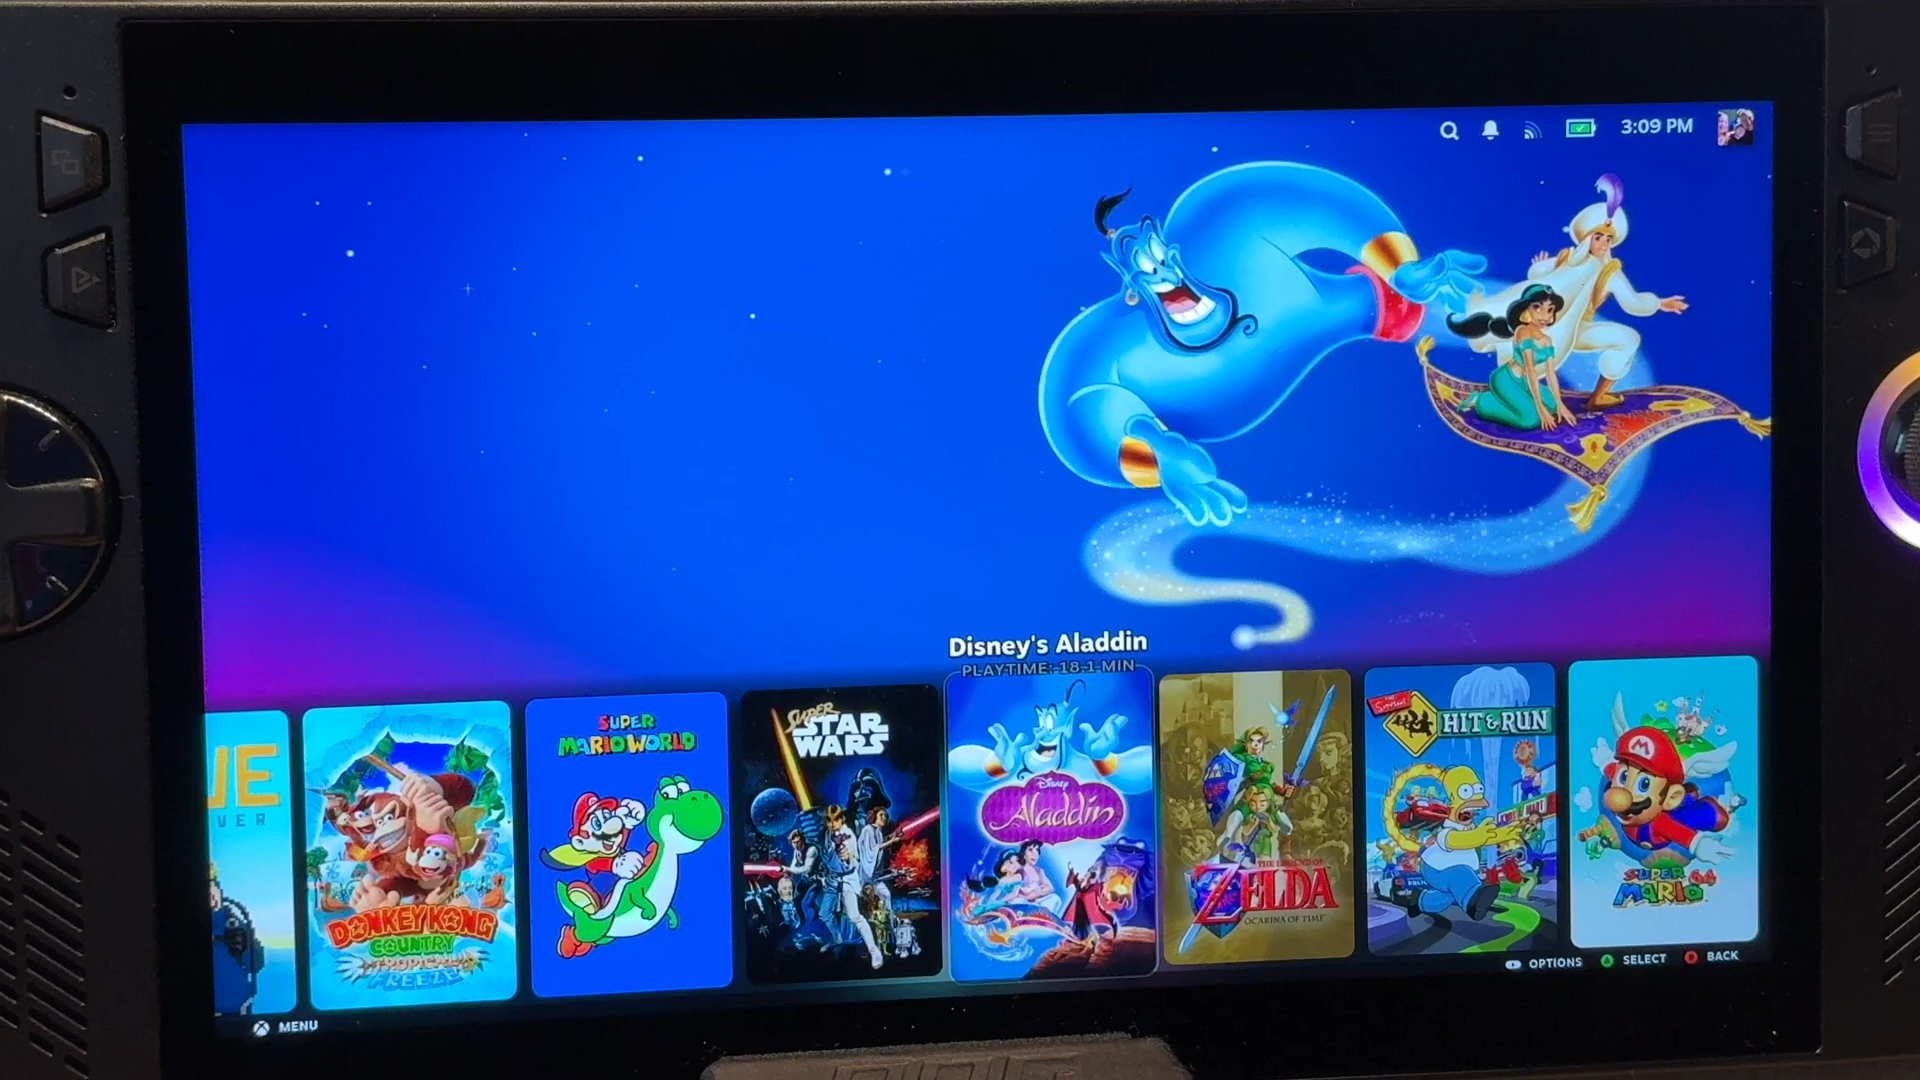 3:09 PM
Disney's Aladdin
PLAYTIME: 18.1 MIN
UE
VER
DONKEY KONG
COUNTRY
TROPICAL
FREEZE
SUPER
MARIO WORLD
SUPER
STAR
WARS
Disney
Aladdin
THE LEGEND OF
ZELDA
OCARINA OF TIME
The Simpsons
HIT & RUN
SUPER
MARIO 64
OPTIONS
A SELECT
B BACK
MENU